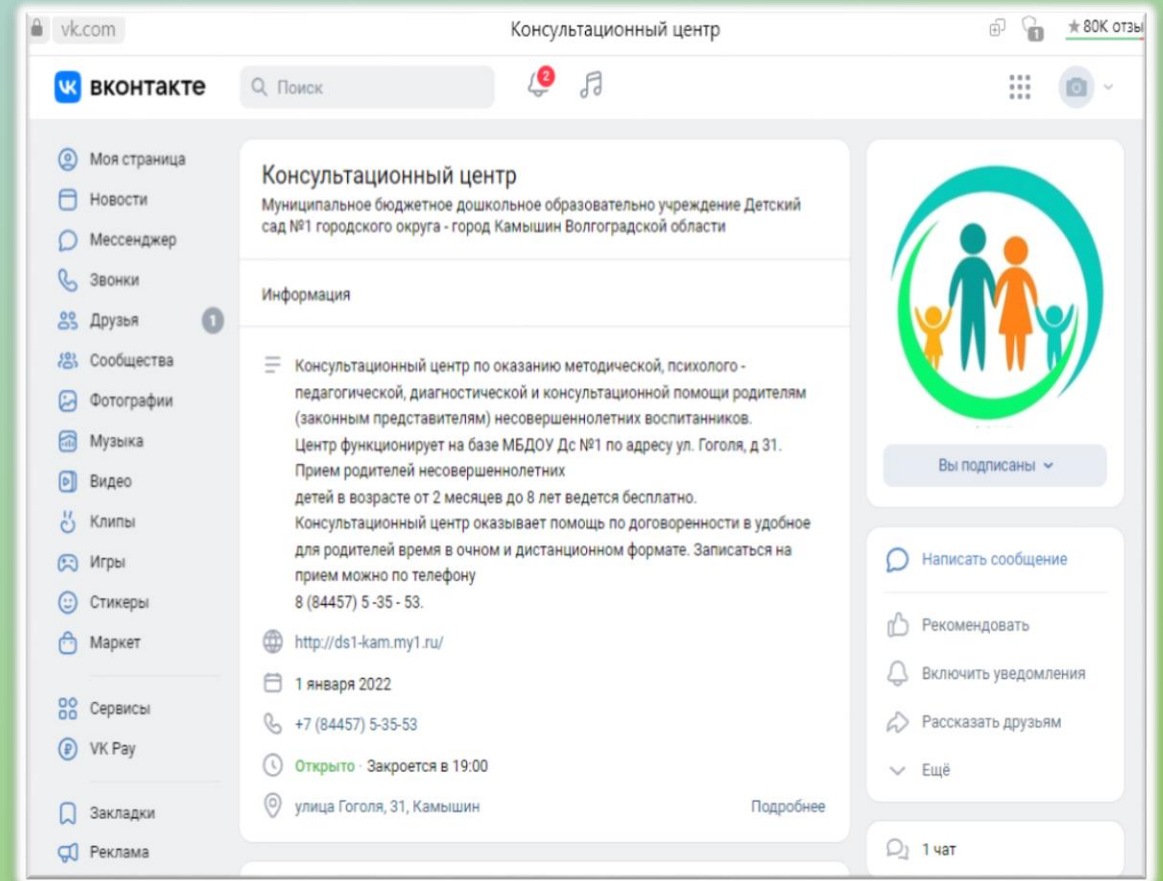 vk.com
Консультационный центр
1
★ 80K отзы
вконтакте
Поиск
2
Моя страница
Новости
Мессенджер
Звонки
Друзья
1
Сообщества
Фотографии
Музыка
Видео
Клипы
Игры
Стикеры
Маркет
Сервисы
VK Pay
Закладки
Реклама
Консультационный центр
Муниципальное бюджетное дошкольное образовательно учреждение Детский
сад №1 городского округа - город Камышин Волгоградской области
Информация
Консультационный центр по оказанию методической, психолого -
педагогической, диагностической и консультационной помощи родителям
(законным представителям) несовершеннолетних воспитанников.
Центр функционирует на базе МБДОУ Дс №1 по адресу ул. Гоголя, д 31.
Прием родителей несовершеннолетних
детей в возрасте от 2 месяцев до 8 лет ведется бесплатно.
Консультационный центр оказывает помощь по договоренности в удобное
для родителей время в очном и дистанционном формате. Записаться на
прием можно по телефону
8 (84457) 5 -35 - 53.
http://ds1-kam.my1.ru/
1 января 2022
+7 (84457) 5-35-53
Открыто · Закроется в 19:00
улица Гоголя, 31, Камышин
Подробнее
Вы подписаны
Написать сообщение
Рекомендовать
Включить уведомления
Рассказать друзьям
Ещё
1 чат